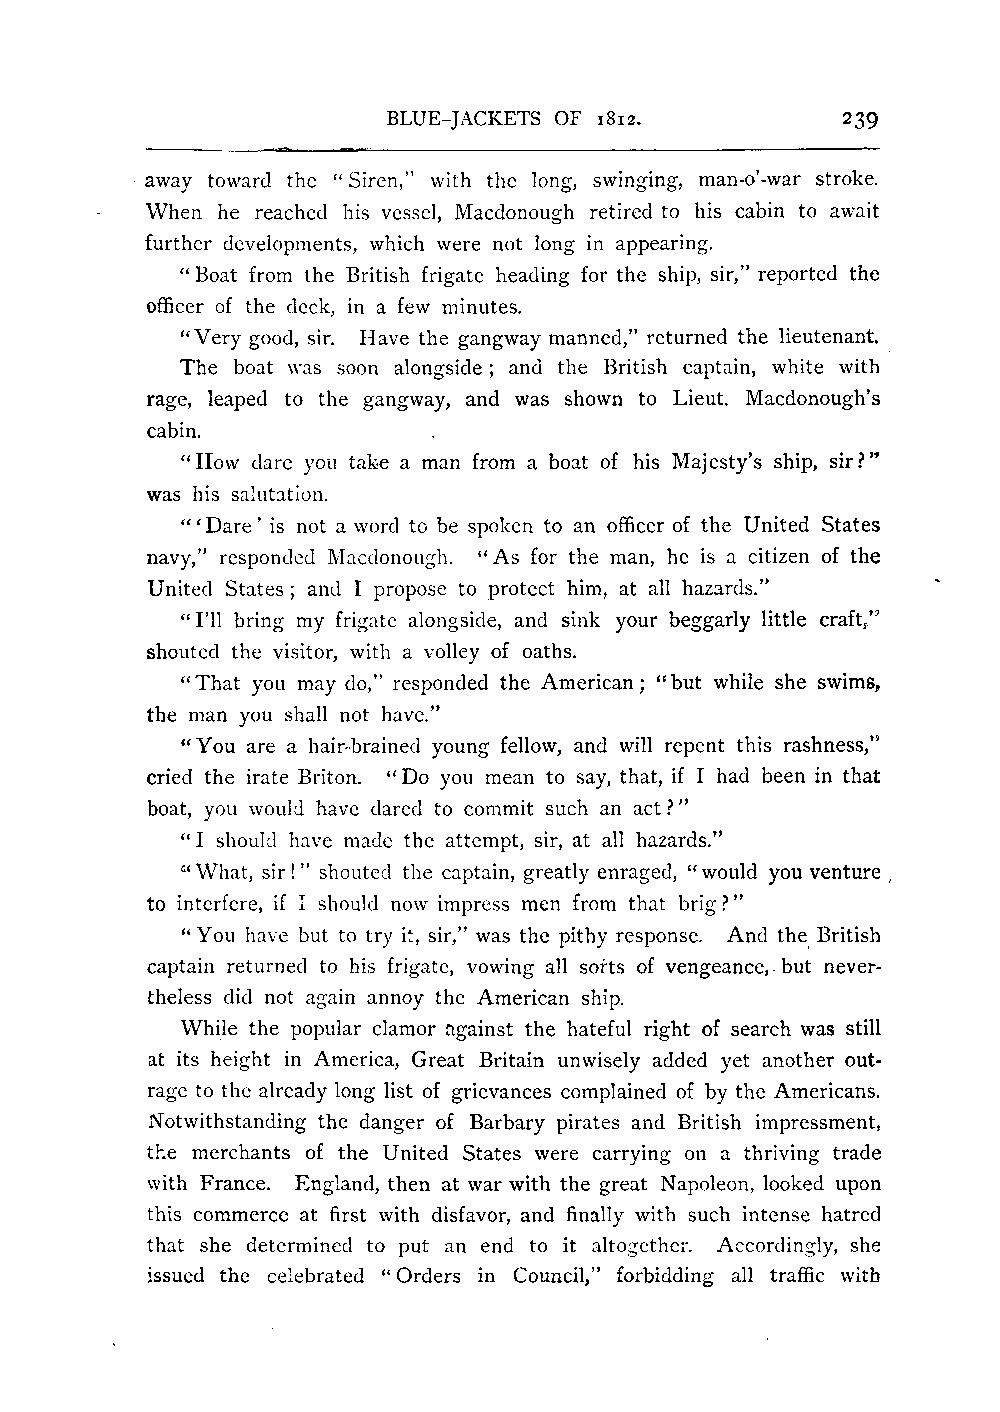 BLUE-JACKETS OF 1812. 239
away toward the "Siren," with the long, swinging, man-o'-war stroke.
When he reached his vessel, Macdonough retired to his cabin to await
further developments, which were not long in appearing.
"Boat from the British frigate heading for the ship, sir," reported the
officer of the deck, in a few minutes.
"Very good, sir. Have the gangway manned," returned the lieutenant.
The boat was soon alongside; and the British captain, white with
rage, leaped to the gangway, and was shown to Lieut. Macdonough's
cabin.
"How dare you take a man from a boat of his Majesty's ship, sir?"
was his salutation.
"'Dare' is not a word to be spoken to an officer of the United States
navy," responded Macdonough. "As for the man, he is a citizen of the
United States; and I propose to protect him, at all hazards."
"I'll bring my frigate alongside, and sink your beggarly little craft,"
shouted the visitor, with a volley of oaths.
"That you may do," responded the American; "but while she swims,
the man you shall not have."
"You are a hair-brained young fellow, and will repent this rashness,"
cried the irate Briton. "Do you mean to say, that, if I had been in that
boat, you would have dared to commit such an act?"
"I should have made the attempt, sir, at all hazards."
"What, sir!" shouted the captain, greatly enraged, "would you venture
to interfere, if I should now impress men from that brig?"
"You have but to try it, sir," was the pithy response. And the British
captain returned to his frigate, vowing all sorts of vengeance, but never-
theless did not again annoy the American ship.
While the popular clamor against the hateful right of search was still
at its height in America, Great Britain unwisely added yet another out-
rage to the already long list of grievances complained of by the Americans.
Notwithstanding the danger of Barbary pirates and British impressment,
the merchants of the United States were carrying on a thriving trade
with France. England, then at war with the great Napoleon, looked upon
this commerce at first with disfavor, and finally with such intense hatred
that she determined to put an end to it altogether. Accordingly, she
issued the celebrated "Orders in Council," forbidding all traffic with